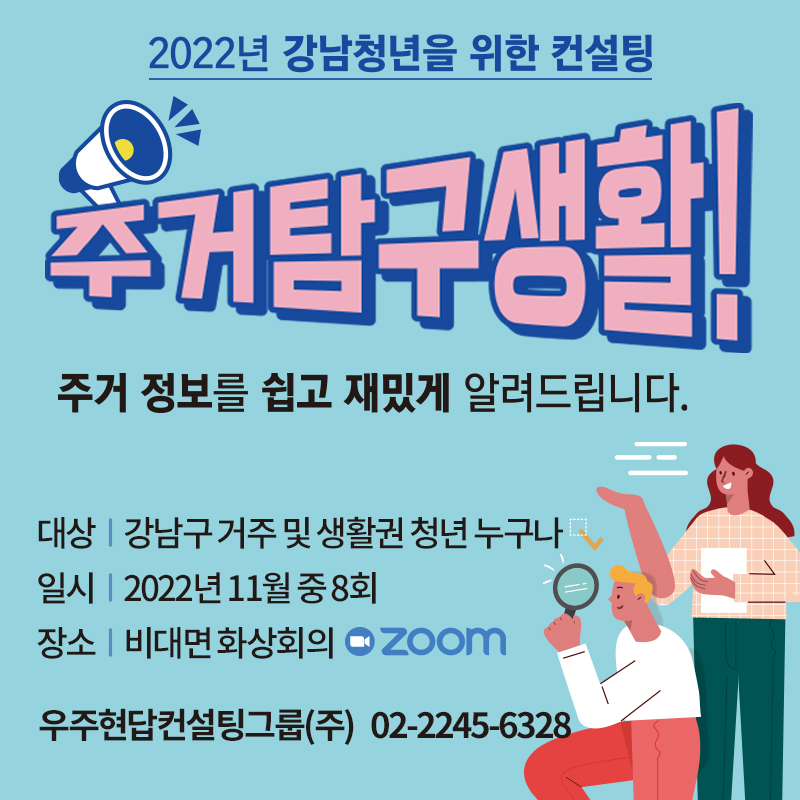 2022년 강남청년을 위한 컨설팅
주거탐구생활!
주거 정보를 쉽고 재밌게 알려드립니다.
대상 | 강남구 거주 및 생활권 청년 누구나
일시 | 2022년 11월 중 8회
장소 | 비대면 화상회의 zoom
우주현답컨설팅그룹(주) 02-2245-6328